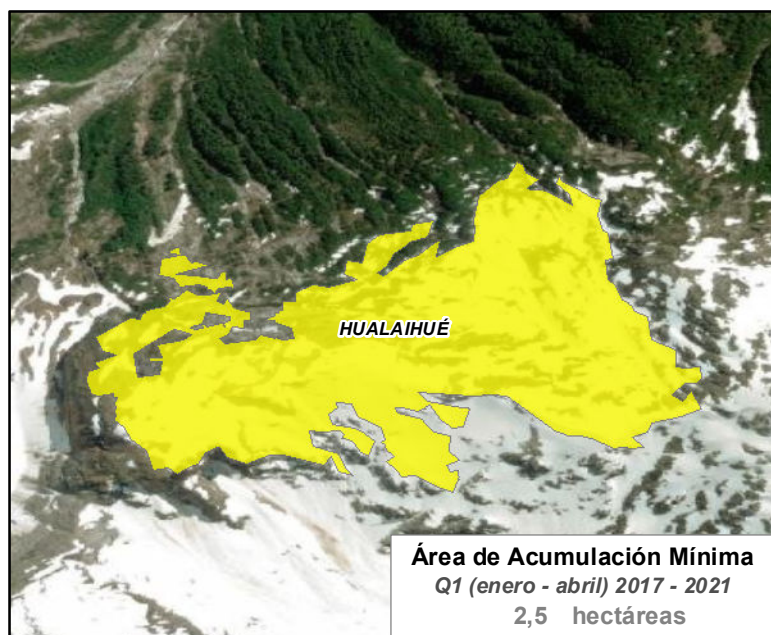 HUALAIHUÉ
Área de Acumulación Mínima
Q1 (enero - abril) 2017 - 2021
2,5 hectáreas